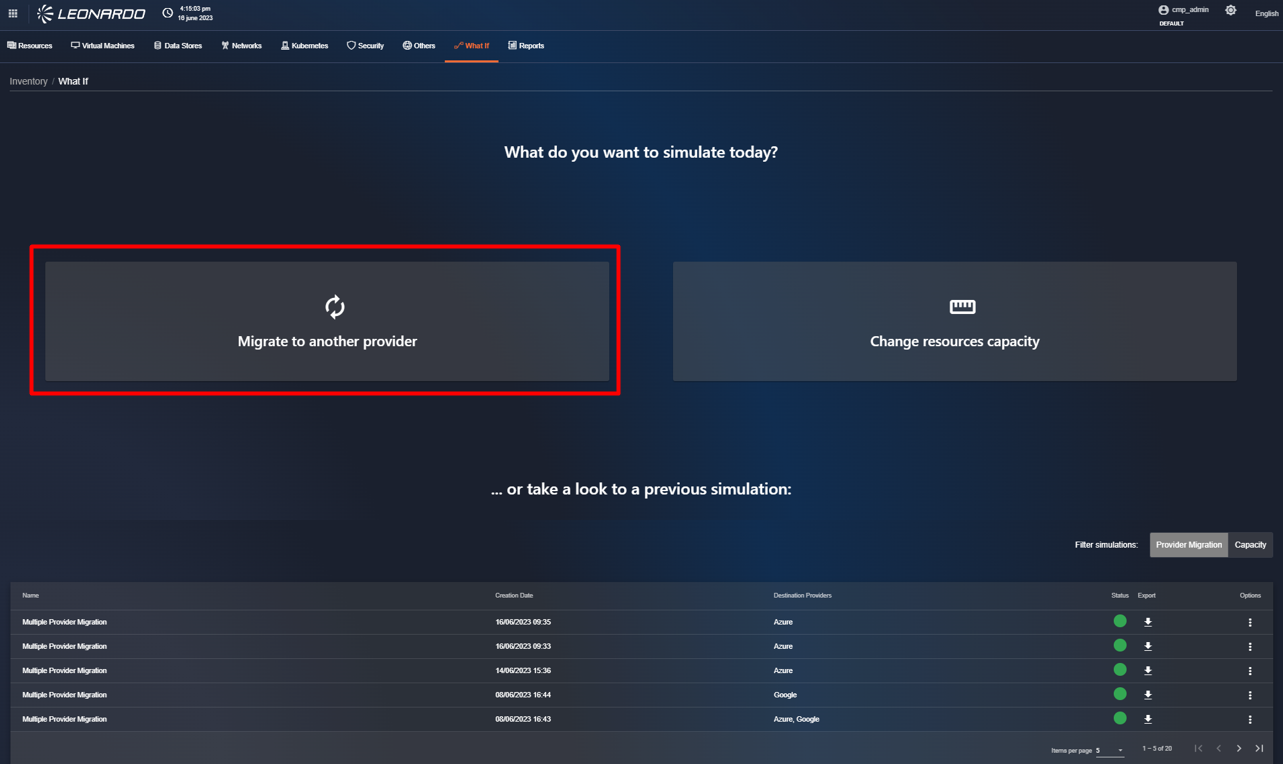 LEONARDO
4:15:03 pm
16 june 2023
cmp_admin
DEFAULT
English
Resources Virtual Machines Data Stores Networks Kubernetes Security Others What If Reports
Inventory / What If
What do you want to simulate today?
Migrate to another provider
Change resources capacity
... or take a look to a previous simulation:
Filter simulations: Provider Migration Capacity
Name Creation Date Destination Providers Status Export Options
Multiple Provider Migration 16/06/2023 09:35 Azure
Multiple Provider Migration 16/06/2023 09:33 Azure
Multiple Provider Migration 14/06/2023 15:36 Azure
Multiple Provider Migration 08/06/2023 16:44 Google
Multiple Provider Migration 08/06/2023 16:43 Azure, Google
Items per page 5 1 – 5 of 20